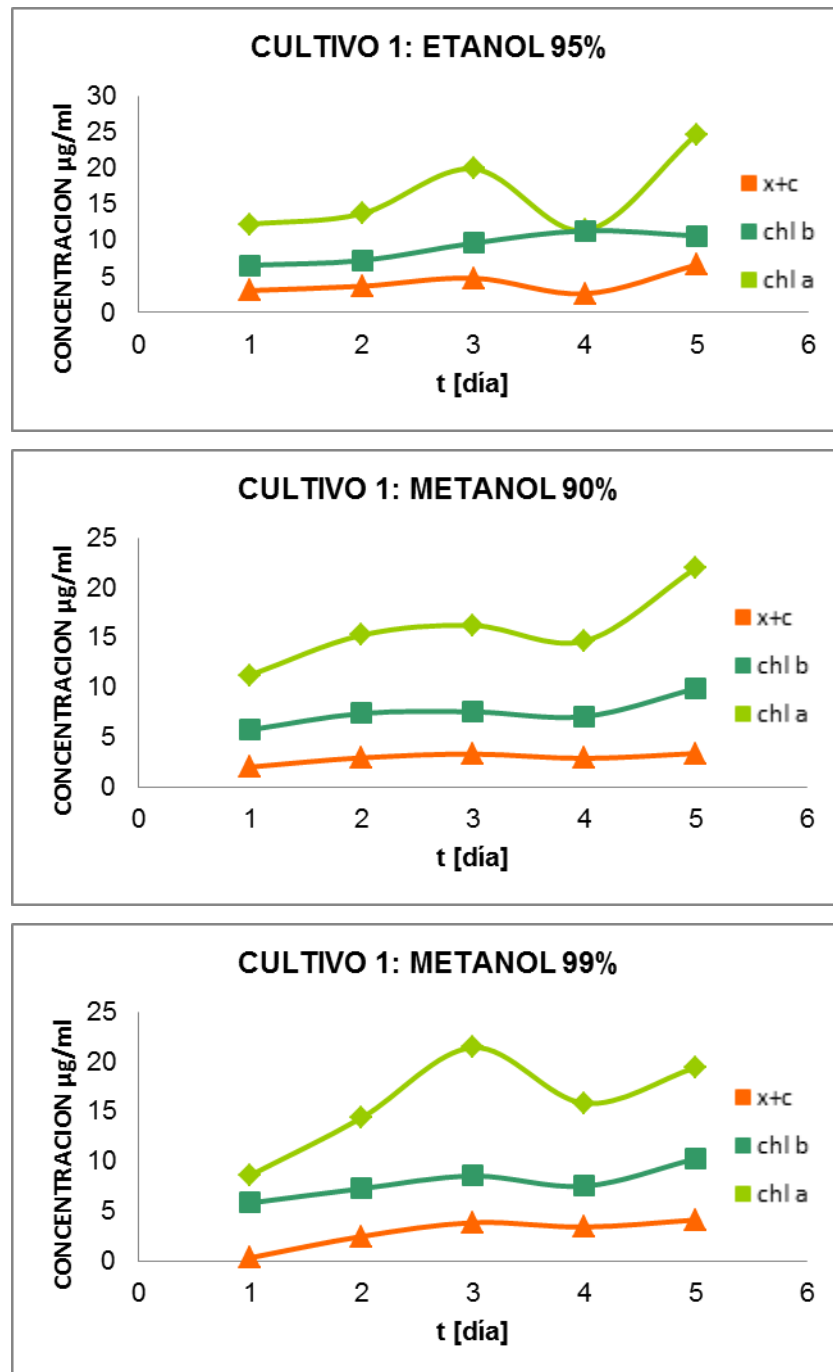 CULTIVO 1: ETANOL 95%
CONCENTRACION µg/ml
30
25
20
15
10
5
0
0 1 2 3 4 5 6
t [día]
x+c
chl b
chl a
CULTIVO 1: METANOL 90%
CONCENTRACION µg/ml
25
20
15
10
5
0
0 1 2 3 4 5 6
t [día]
x+c
chl b
chl a
CULTIVO 1: METANOL 99%
CONCENTRACION µg/ml
25
20
15
10
5
0
0 1 2 3 4 5 6
t [día]
x+c
chl b
chl a